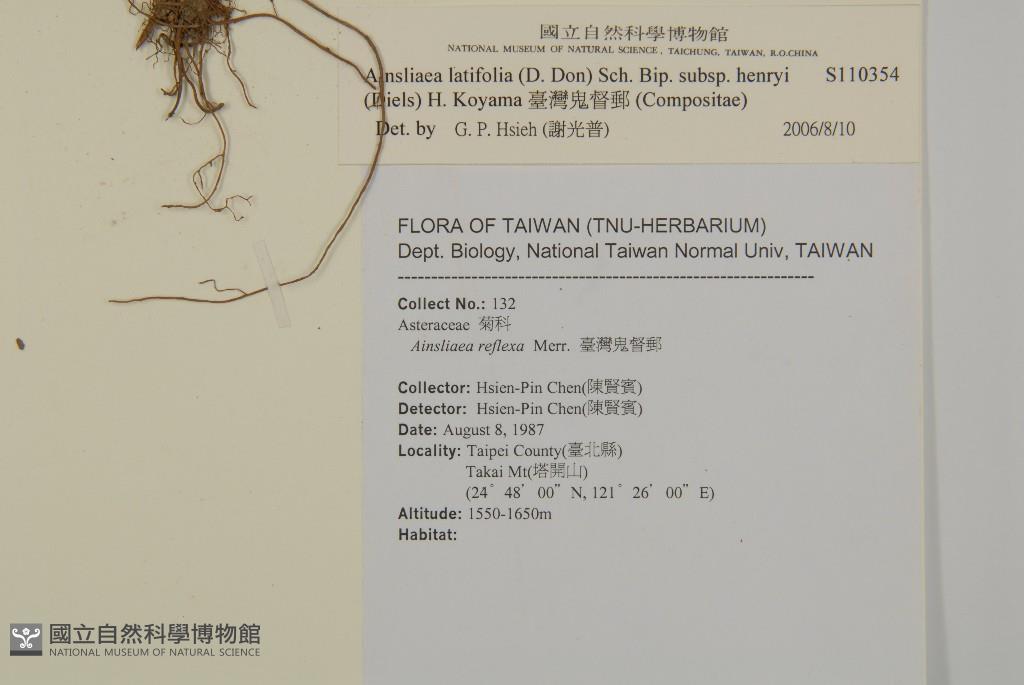 國立自然科學博物館
NATIONAL MUSEUM OF NATURAL SCIENCE, TAICHUNG, TAIWAN, R.O.CHINA
Ainsliaea latifolia (D. Don) Sch. Bip. subsp. henryi S110354
(Diels) H. Koyama 臺灣鬼督郵 (Compositae)
Det. by G. P. Hsieh (謝光普) 2006/8/10
FLORA OF TAIWAN (TNU-HERBARIUM)
Dept. Biology, National Taiwan Normal Univ, TAIWAN
--------------------------------------------------------------
Collect No.: 132
Asteraceae 菊科
Ainsliaea reflexa Merr. 臺灣鬼督郵
Collector: Hsien-Pin Chen(陳賢賓)
Detector: Hsien-Pin Chen(陳賢賓)
Date: August 8, 1987
Locality: Taipei County(臺北縣)
Takai Mt(塔開山)
(24° 48' 00" N, 121° 26' 00" E)
Altitude: 1550-1650m
Habitat:
國立自然科學博物館
NATIONAL MUSEUM OF NATURAL SCIENCE